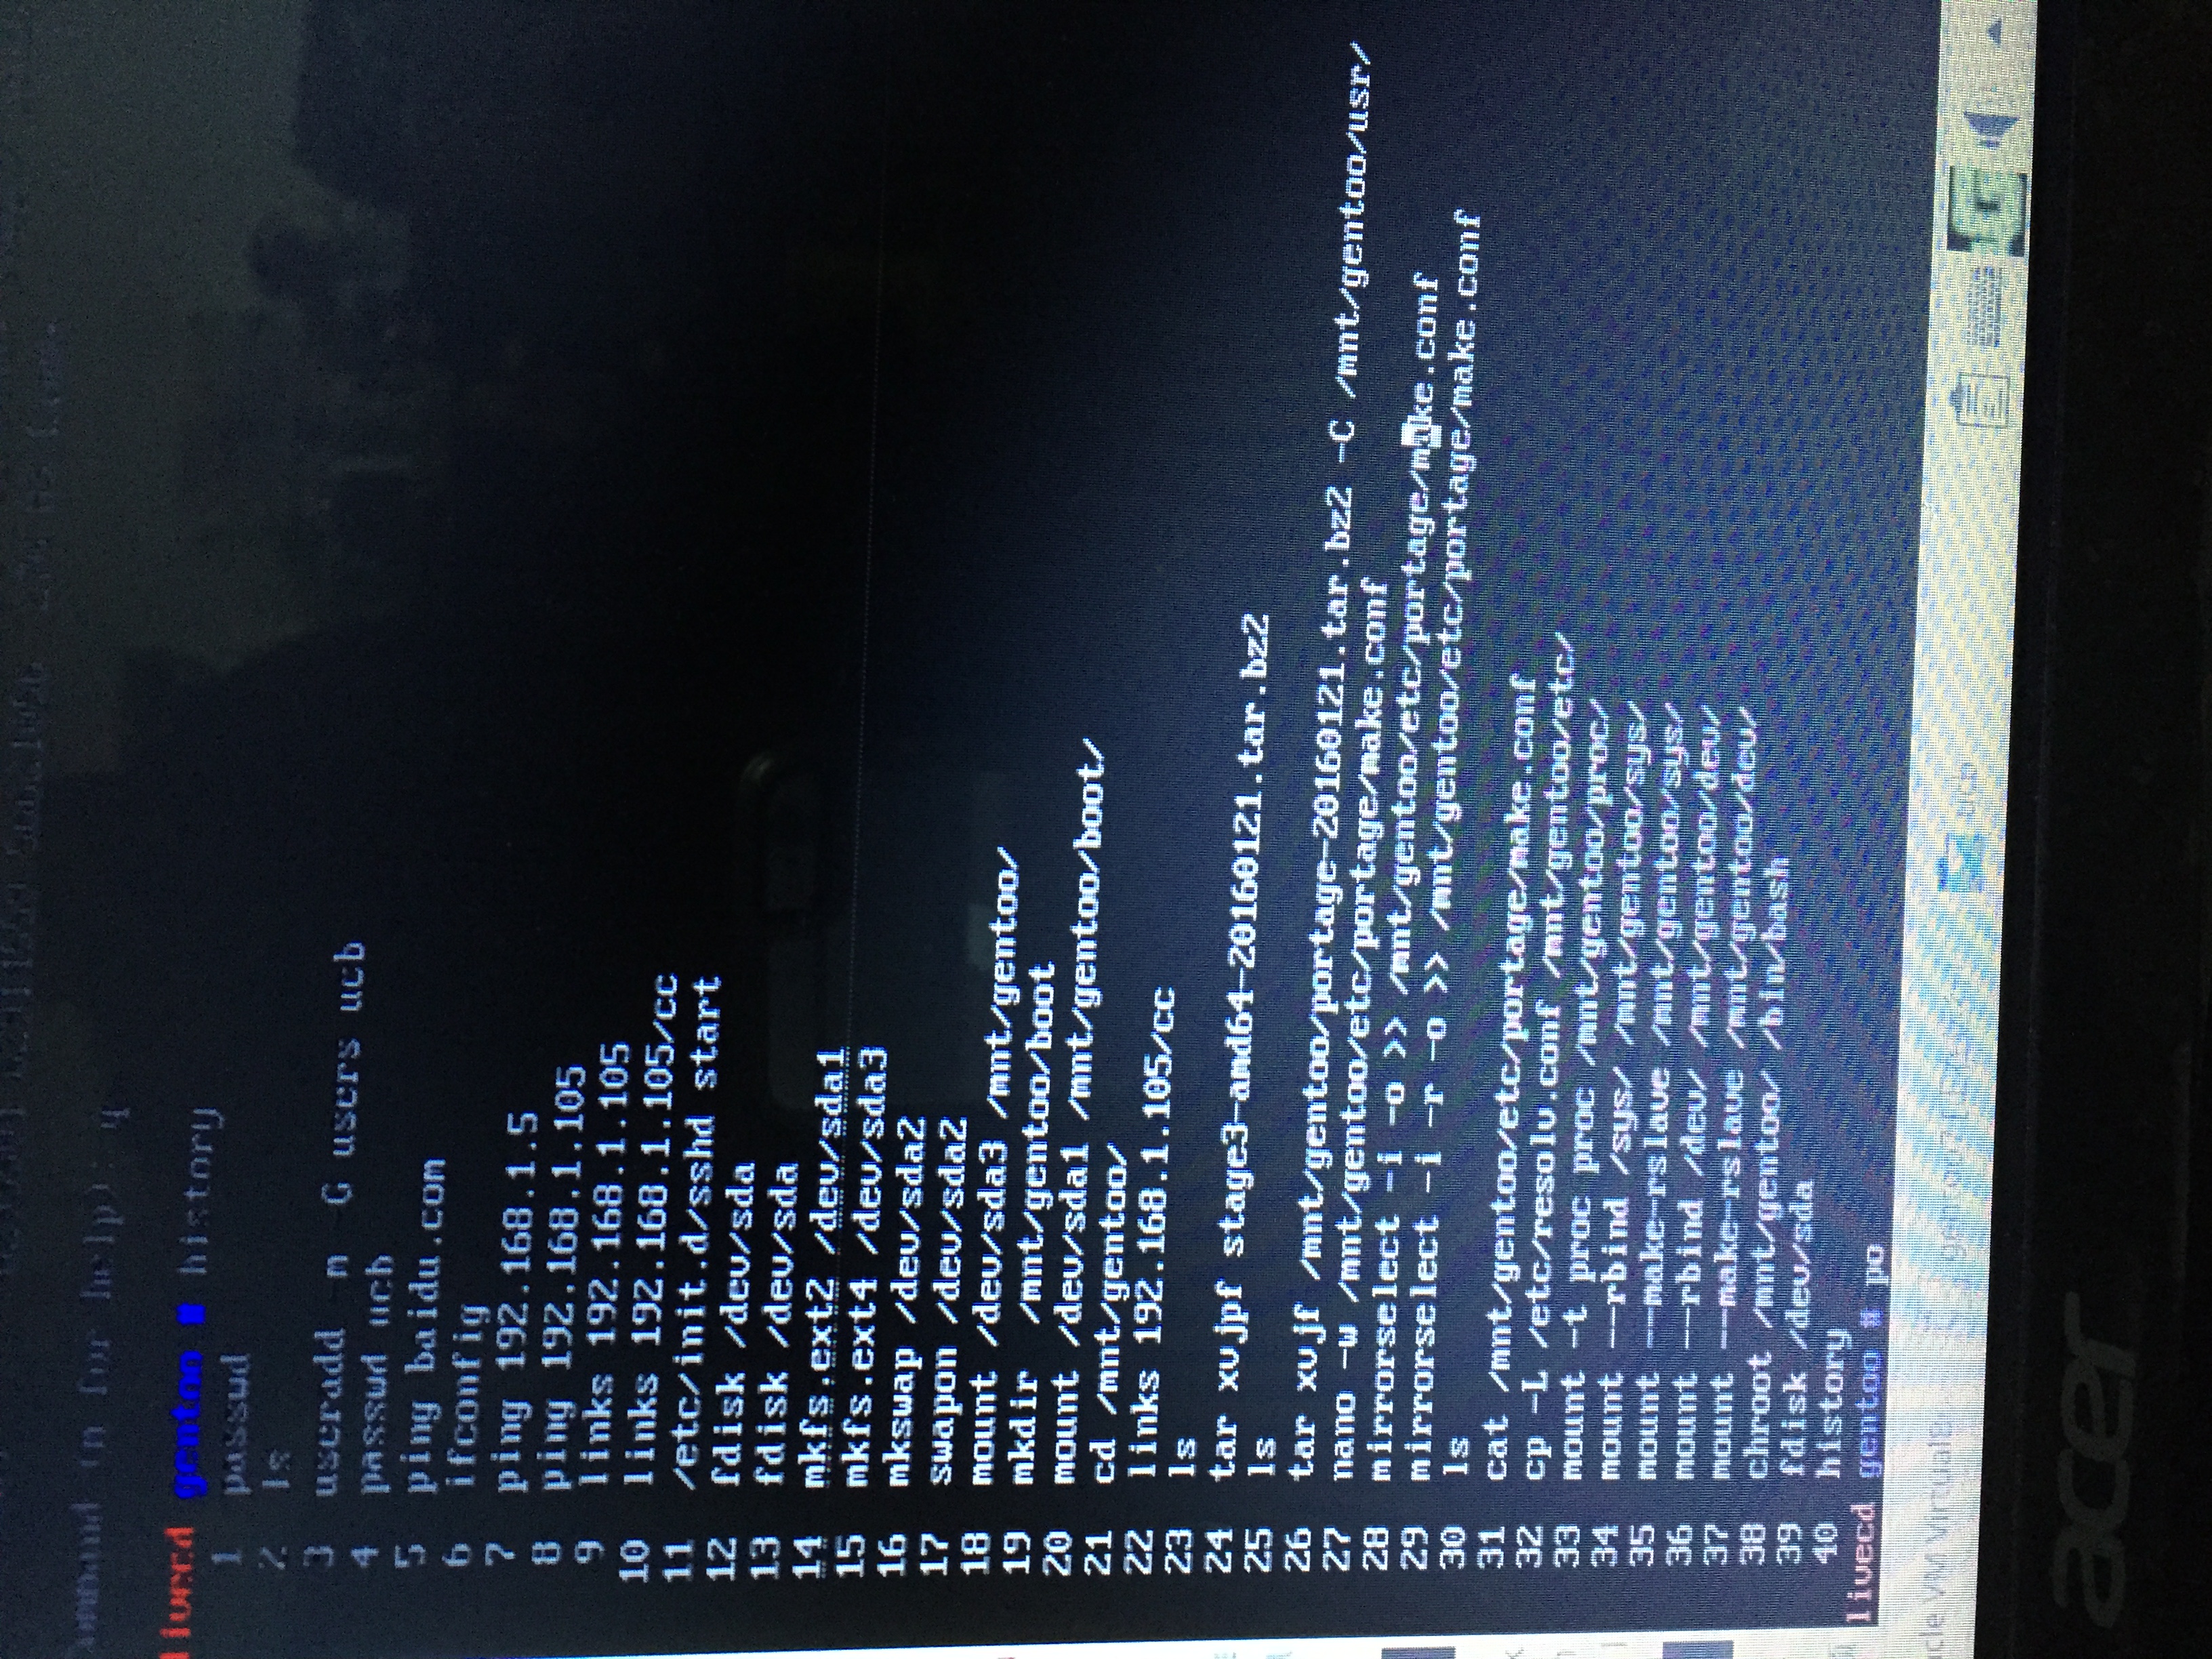 Command (m for help): q
livecd gentoo # history
1 passwd
2 ls
3 useradd -m -G users ucb
4 passwd ucb
5 ping baidu.com
6 ifconfig
7 ping 192.168.1.5
8 ping 192.168.1.105
9 links 192.168.1.105
10 links 192.168.1.105/cc
11 /etc/init.d/sshd start
12 fdisk /dev/sda
13 fdisk /dev/sda
14 mkfs.ext2 /dev/sda1
15 mkfs.ext4 /dev/sda3
16 mkswap /dev/sda2
17 swapon /dev/sda2
18 mount /dev/sda3 /mnt/gentoo/
19 mkdir  /mnt/gentoo/boot
20 mount /dev/sda1 /mnt/gentoo/boot/
21 cd /mnt/gentoo/
22 links 192.168.1.105/cc
23 ls
24 tar xvjpf stage3-amd64-20160121.tar.bz2
25 ls
26 tar xvjf /mnt/gentoo/portage-20160121.tar.bz2 -C /mnt/gentoo/usr/
27 nano -w /mnt/gentoo/etc/portage/make.conf
28 mirrorselect -i -o >> /mnt/gentoo/etc/portage/make.conf
29 mirrorselect -i -r -o >> /mnt/gentoo/etc/portage/make.conf
30 ls
31 cat /mnt/gentoo/etc/portage/make.conf
32 cp -L /etc/resolv.conf /mnt/gentoo/etc/
33 mount -t proc proc /mnt/gentoo/proc/
34 mount --rbind /sys/ /mnt/gentoo/sys/
35 mount --make-rslave /mnt/gentoo/sys/
36 mount --rbind /dev/ /mnt/gentoo/dev/
37 mount --make-rslave /mnt/gentoo/dev/
38 chroot /mnt/gentoo/ /bin/bash
39 fdisk /dev/sda
40 history
livecd gentoo # po
acle VM VirtualB gentoo7 ucb
acer